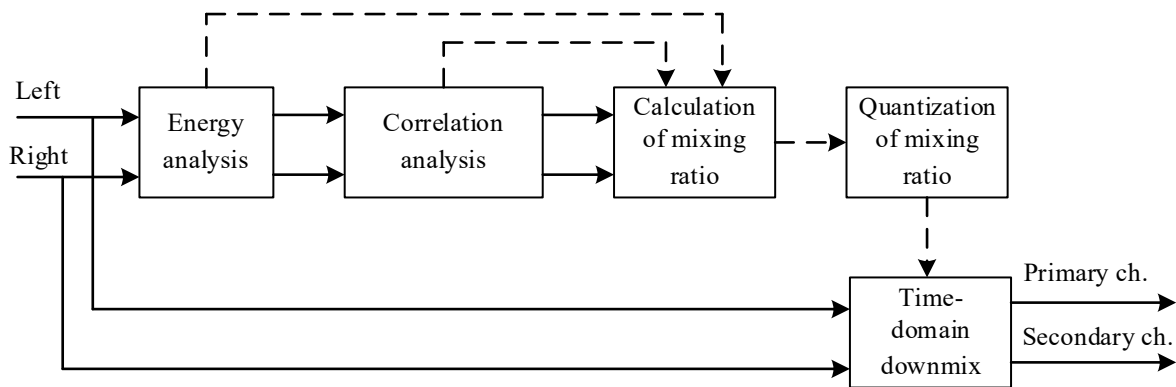 Left
Right
Energy
analysis
Correlation
analysis
Calculation
of mixing
ratio
Quantization
of mixing
ratio
Time-
domain
downmix
Primary ch.
Secondary ch.